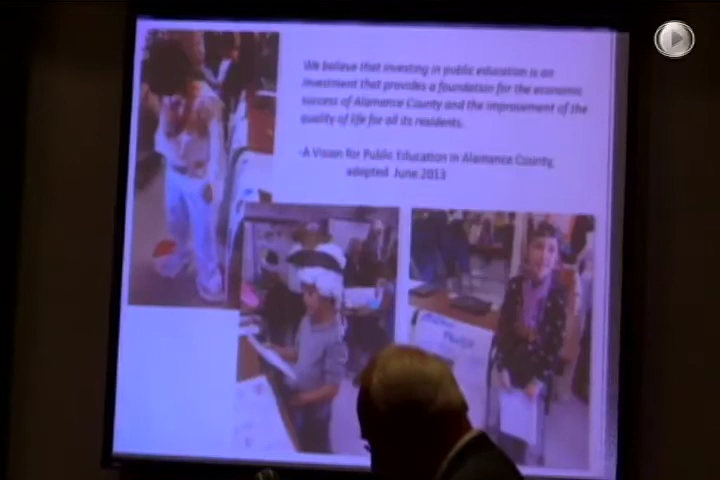 We believe that investing in public education is an
investment that provides a foundation for the economic
success of Alamance County and the improvement of the
quality of life for all its residents.
-A Vision for Public Education in Alamance County,
adopted June 2013